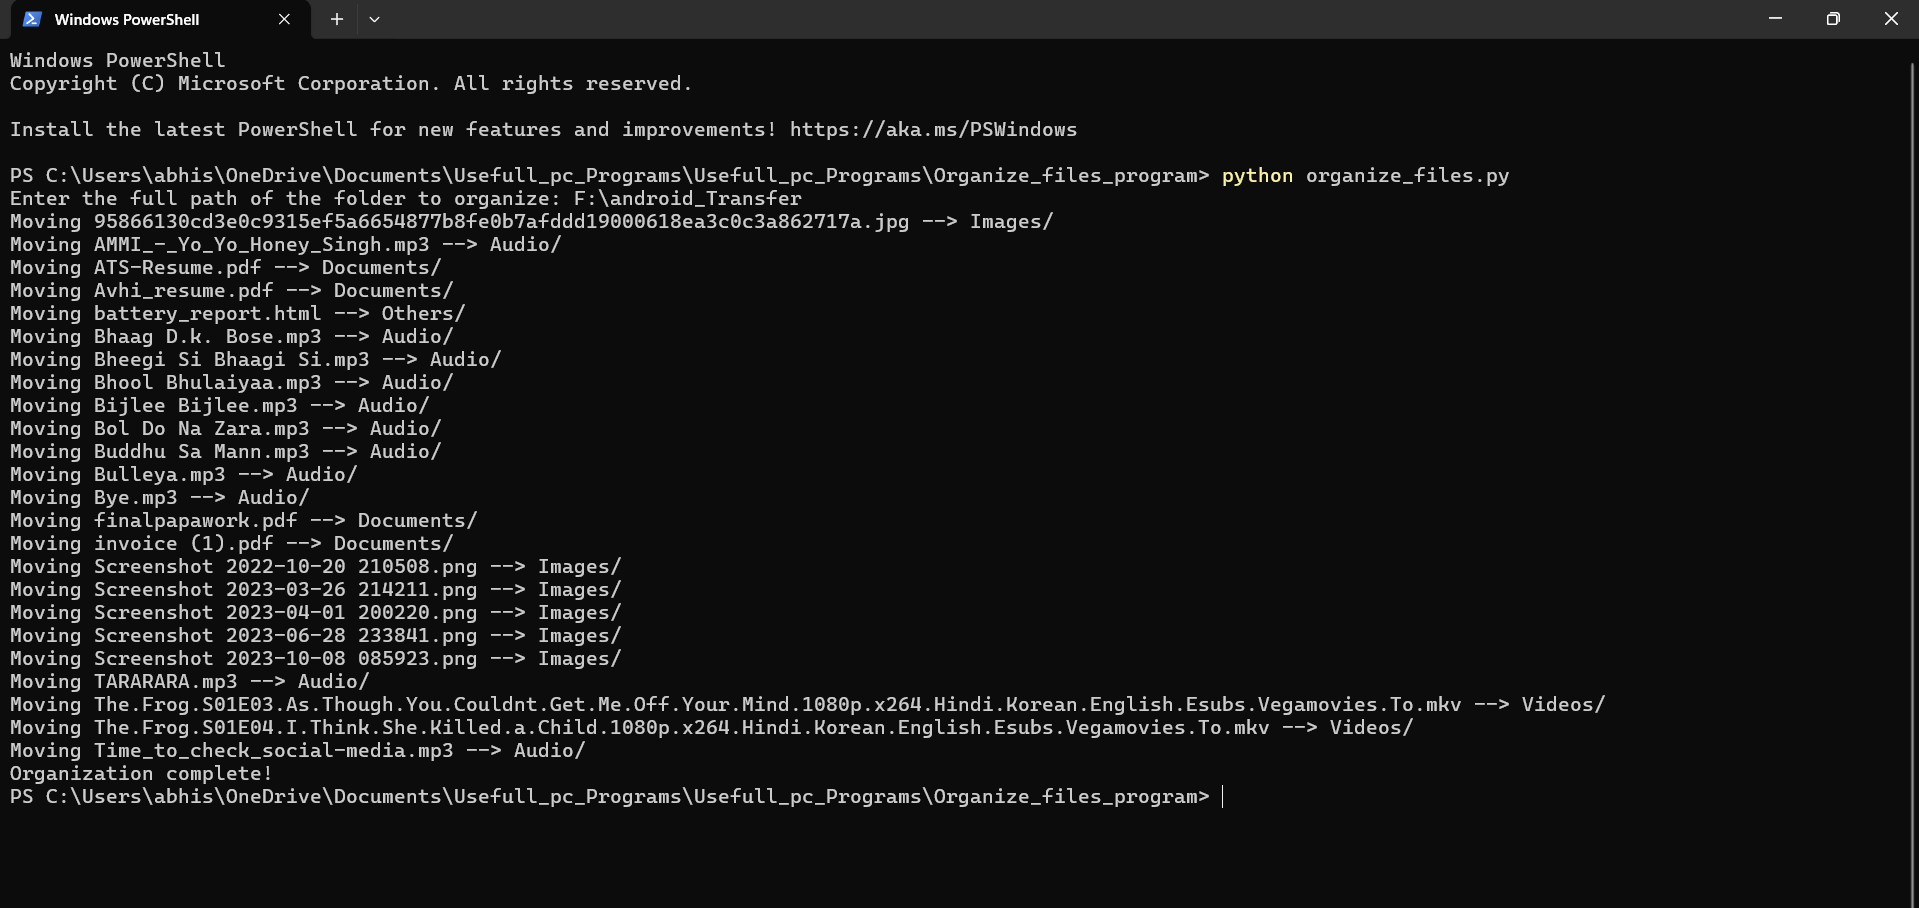 Windows PowerShell
Windows PowerShell
Copyright (C) Microsoft Corporation. All rights reserved.
Install the latest PowerShell for new features and improvements! https://aka.ms/PSWindows
PS C:\Users\abhis\OneDrive\Documents\Usefull_pc_Programs\Usefull_pc_Programs\Organize_files_program> python organize_files.py
Enter the full path of the folder to organize: F:\android_Transfer
Moving 95866130cd3e0c9315ef5a6654877b8fe0b7afddd19000618ea3c0c3a862717a.jpg --> Images/
Moving AMMI_-_Yo_Yo_Honey_Singh.mp3 --> Audio/
Moving ATS-Resume.pdf --> Documents/
Moving Avhi_resume.pdf --> Documents/
Moving battery_report.html --> Others/
Moving Bhaag D.k. Bose.mp3 --> Audio/
Moving Bheegi Si Bhaagi Si.mp3 --> Audio/
Moving Bhool Bhulaiyaa.mp3 --> Audio/
Moving Bijlee Bijlee.mp3 --> Audio/
Moving Bol Do Na Zara.mp3 --> Audio/
Moving Buddhu Sa Mann.mp3 --> Audio/
Moving Bulleya.mp3 --> Audio/
Moving Bye.mp3 --> Audio/
Moving finalpapawork.pdf --> Documents/
Moving invoice (1).pdf --> Documents/
Moving Screenshot 2022-10-20 210508.png --> Images/
Moving Screenshot 2023-03-26 214211.png --> Images/
Moving Screenshot 2023-04-01 200220.png --> Images/
Moving Screenshot 2023-06-28 233841.png --> Images/
Moving Screenshot 2023-10-08 085923.png --> Images/
Moving TARARARA.mp3 --> Audio/
Moving The.Frog.S01E03.As.Though.You.Couldnt.Get.Me.Off.Your.Mind.1080p.x264.Hindi.Korean.English.Esubs.Vegamovies.To.mkv --> Videos/
Moving The.Frog.S01E04.I.Think.She.Killed.a.Child.1080p.x264.Hindi.Korean.English.Esubs.Vegamovies.To.mkv --> Videos/
Moving Time_to_check_social-media.mp3 --> Audio/
Organization complete!
PS C:\Users\abhis\OneDrive\Documents\Usefull_pc_Programs\Usefull_pc_Programs\Organize_files_program>